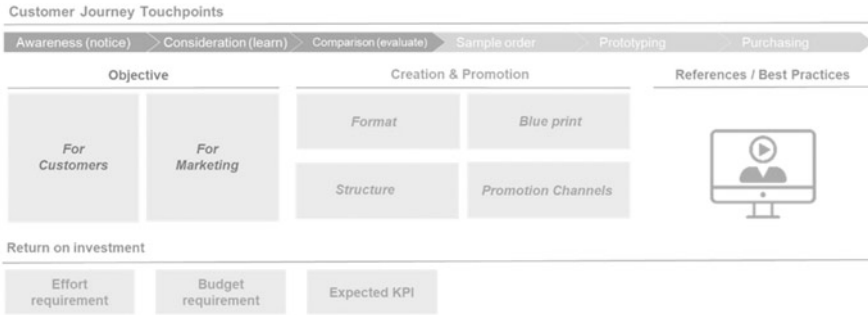 Customer Journey Touchpoints
Awareness (notice)
Consideration (learn)
Comparison (evaluate)
Sample order
Prototyping
Purchasing
Objective
Creation & Promotion
References / Best Practices
For
Customers
For
Marketing
Format
Blue print
Structure
Promotion Channels
Return on investment
Effort
requirement
Budget
requirement
Expected KPI